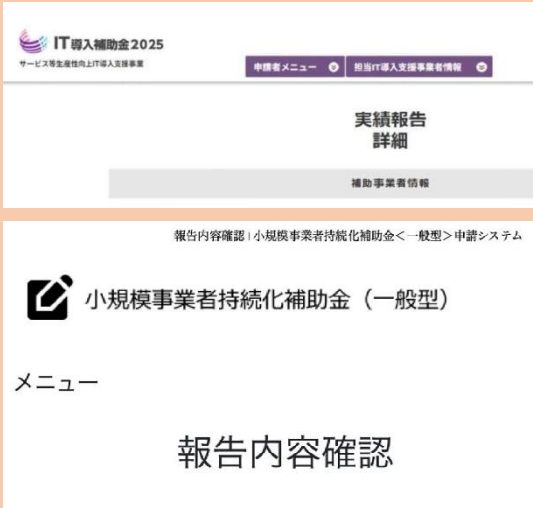 IT導入補助金2025
サービス等生産性向上IT導入支援事業
申請者メニュー 担当IT導入支援事業者情報
実績報告
詳細
補助事業者情報
報告内容確認 | 小規模事業者持続化補助金＜一般型＞申請システム
小規模事業者持続化補助金（一般型）
メニュー
報告内容確認